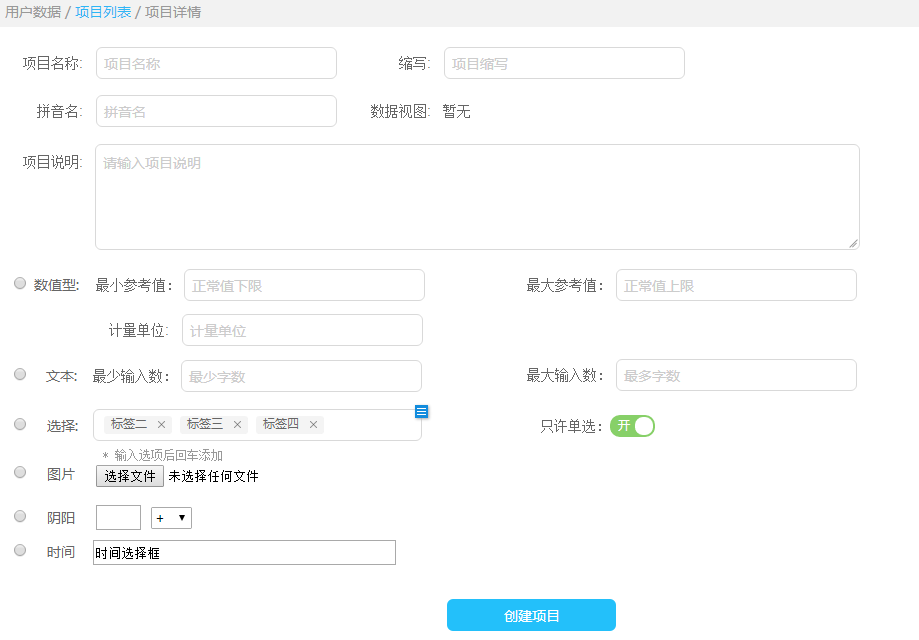 用户数据 / 项目列表 / 项目详情
项目名称: 项目名称 缩写: 项目缩写
拼音名: 拼音名 数据视图: 暂无
项目说明: 请输入项目说明
数值型: 最小参考值: 正常值下限 最大参考值: 正常值上限
计量单位: 计量单位
文本: 最少输入数: 最少字数 最大输入数: 最多字数
选择: 标签二 × 标签三 × 标签四 × 只许单选: 开
* 输入选项后回车添加
图片 选择文件 未选择任何文件
阴阳 + ▼
时间 时间选择框
创建项目